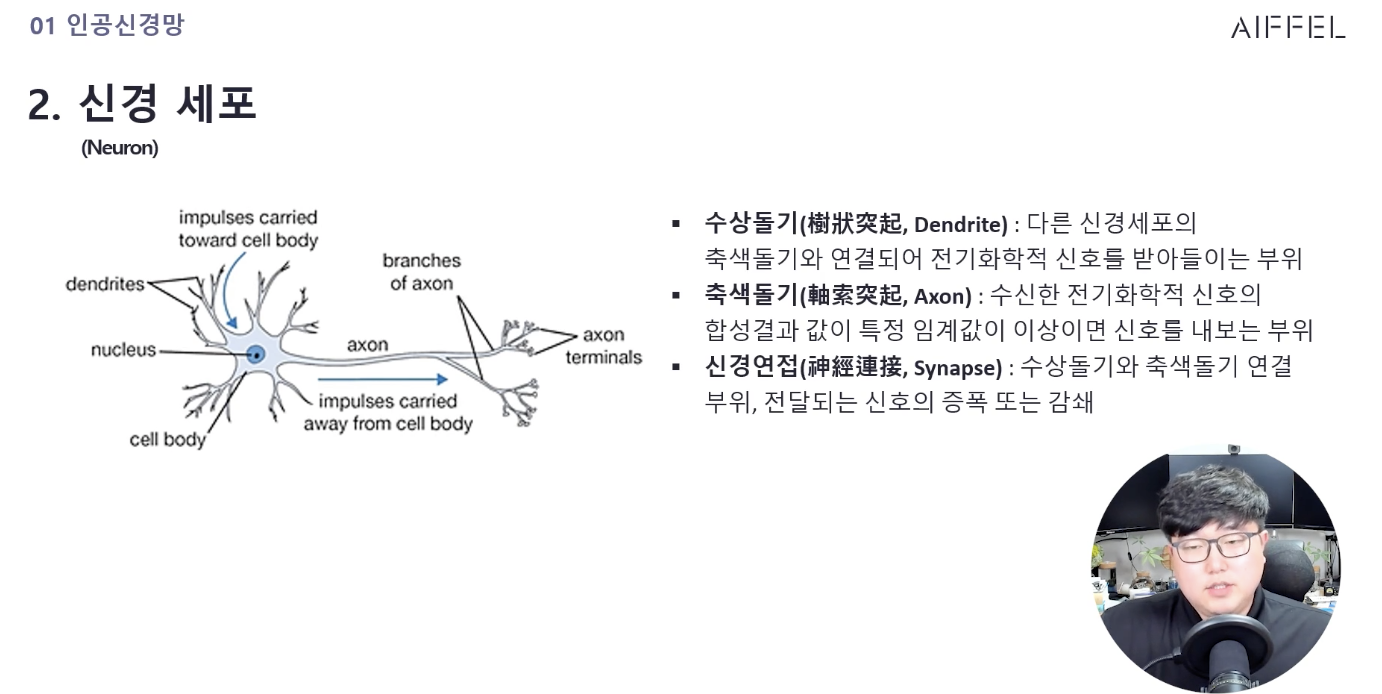 01 인공신경망
AIFFEL
2. 신경 세포
(Neuron)
impulses carried
toward cell body
branches
of axon
dendrites
nucleus
axon
axon
terminals
impulses carried
away from cell body
cell body
▪ 수상돌기(樹狀突起, Dendrite) : 다른 신경세포의
축색돌기와 연결되어 전기화학적 신호를 받아들이는 부위
▪ 축색돌기(軸索突起, Axon) : 수신한 전기화학적 신호의
합성결과 값이 특정 임계값이 이상이면 신호를 내보는 부위
▪ 신경연접(神經連接, Synapse) : 수상돌기와 축색돌기 연결
부위, 전달되는 신호의 증폭 또는 감쇄